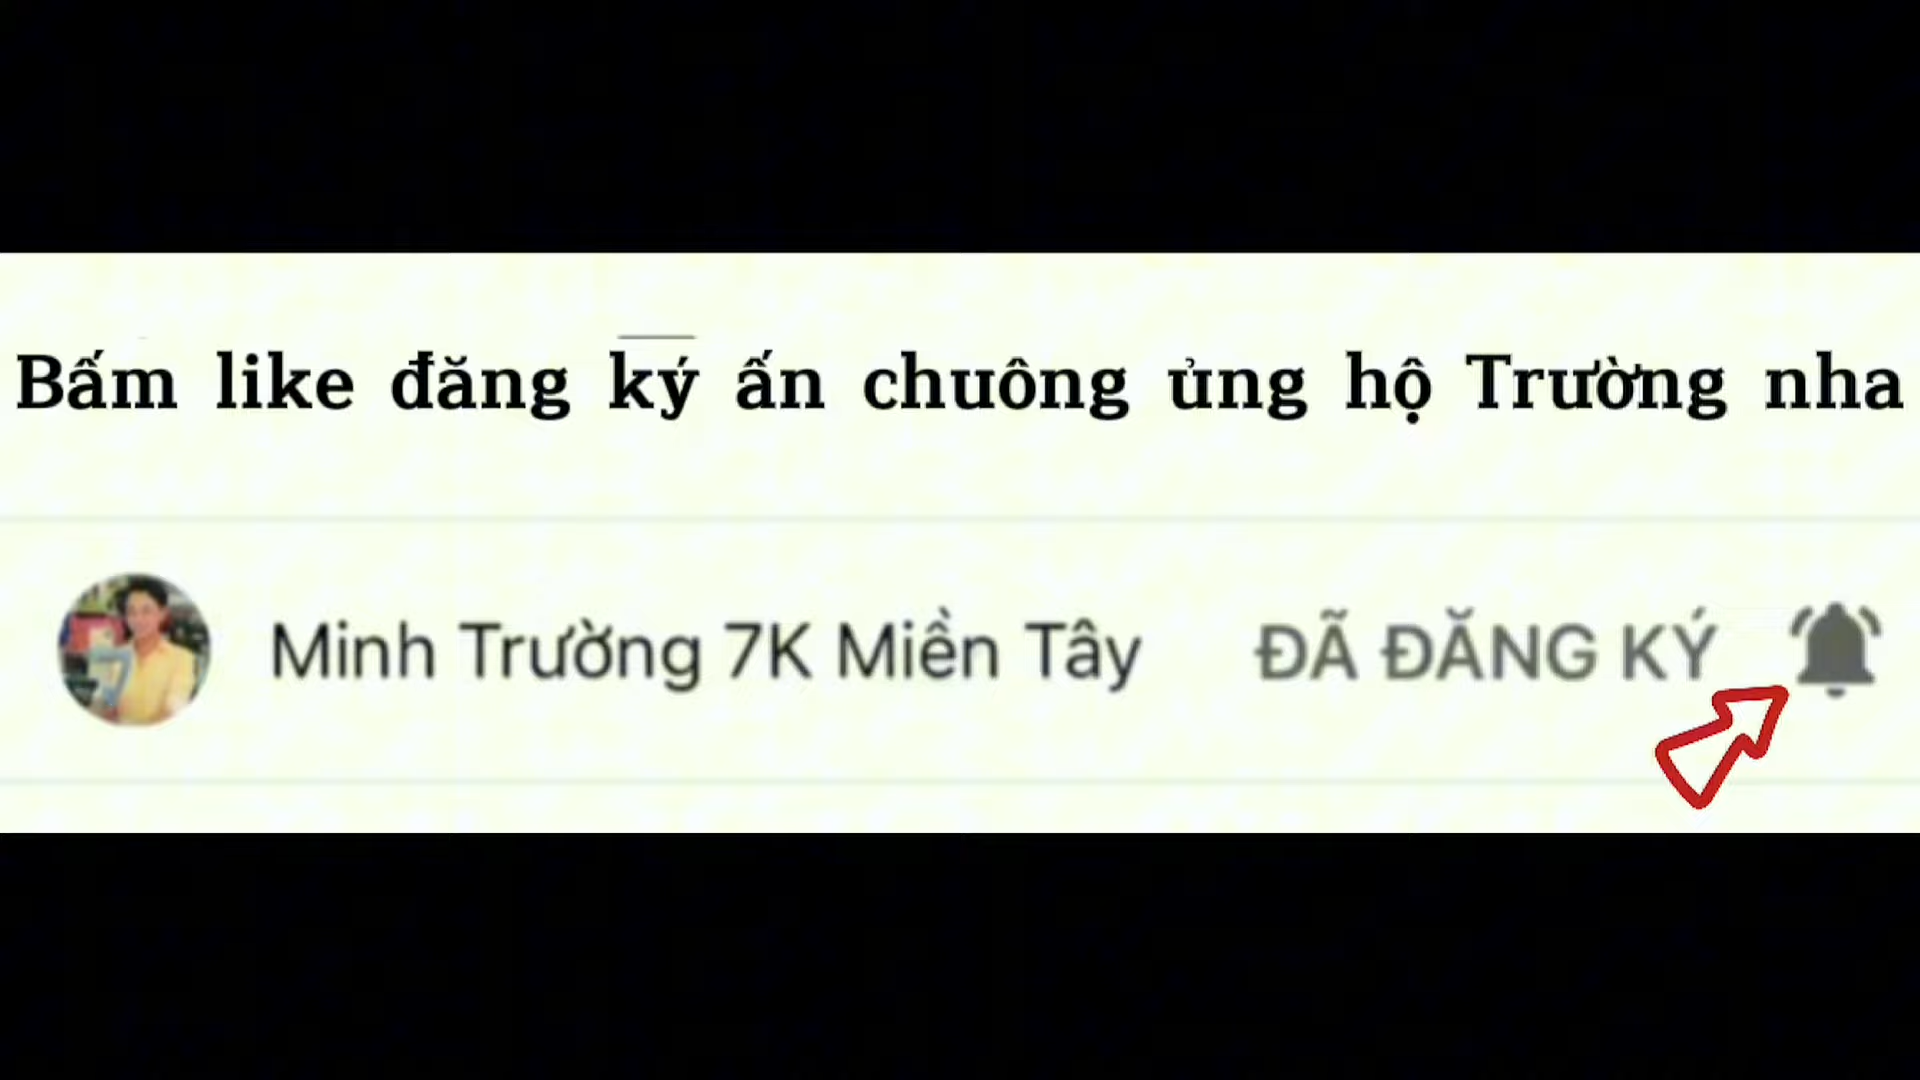 Bấm like đăng ký ấn chuông ủng hộ Trường nha
Minh Trường 7K Miền Tây ĐÃ ĐĂNG KÝ